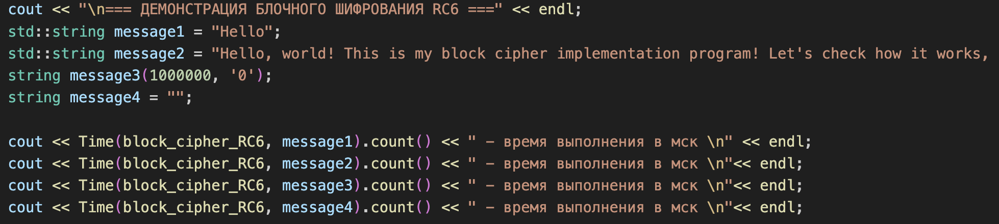 cout << "\n=== ДЕМОНСТРАЦИЯ БЛОЧНОГО ШИФРОВАНИЯ RC6 ===" << endl;
std::string message1 = "Hello";
std::string message2 = "Hello, world! This is my block cipher implementation program! Let's check how it works,
string message3(1000000, '0');
string message4 = "";
cout << Time(block_cipher_RC6, message1).count() << " - время выполнения в мск \n" << endl;
cout << Time(block_cipher_RC6, message2).count() << " - время выполнения в мск \n"<< endl;
cout << Time(block_cipher_RC6, message3).count() << " - время выполнения в мск \n"<< endl;
cout << Time(block_cipher_RC6, message4).count() << " - время выполнения в мск \n"<< endl;